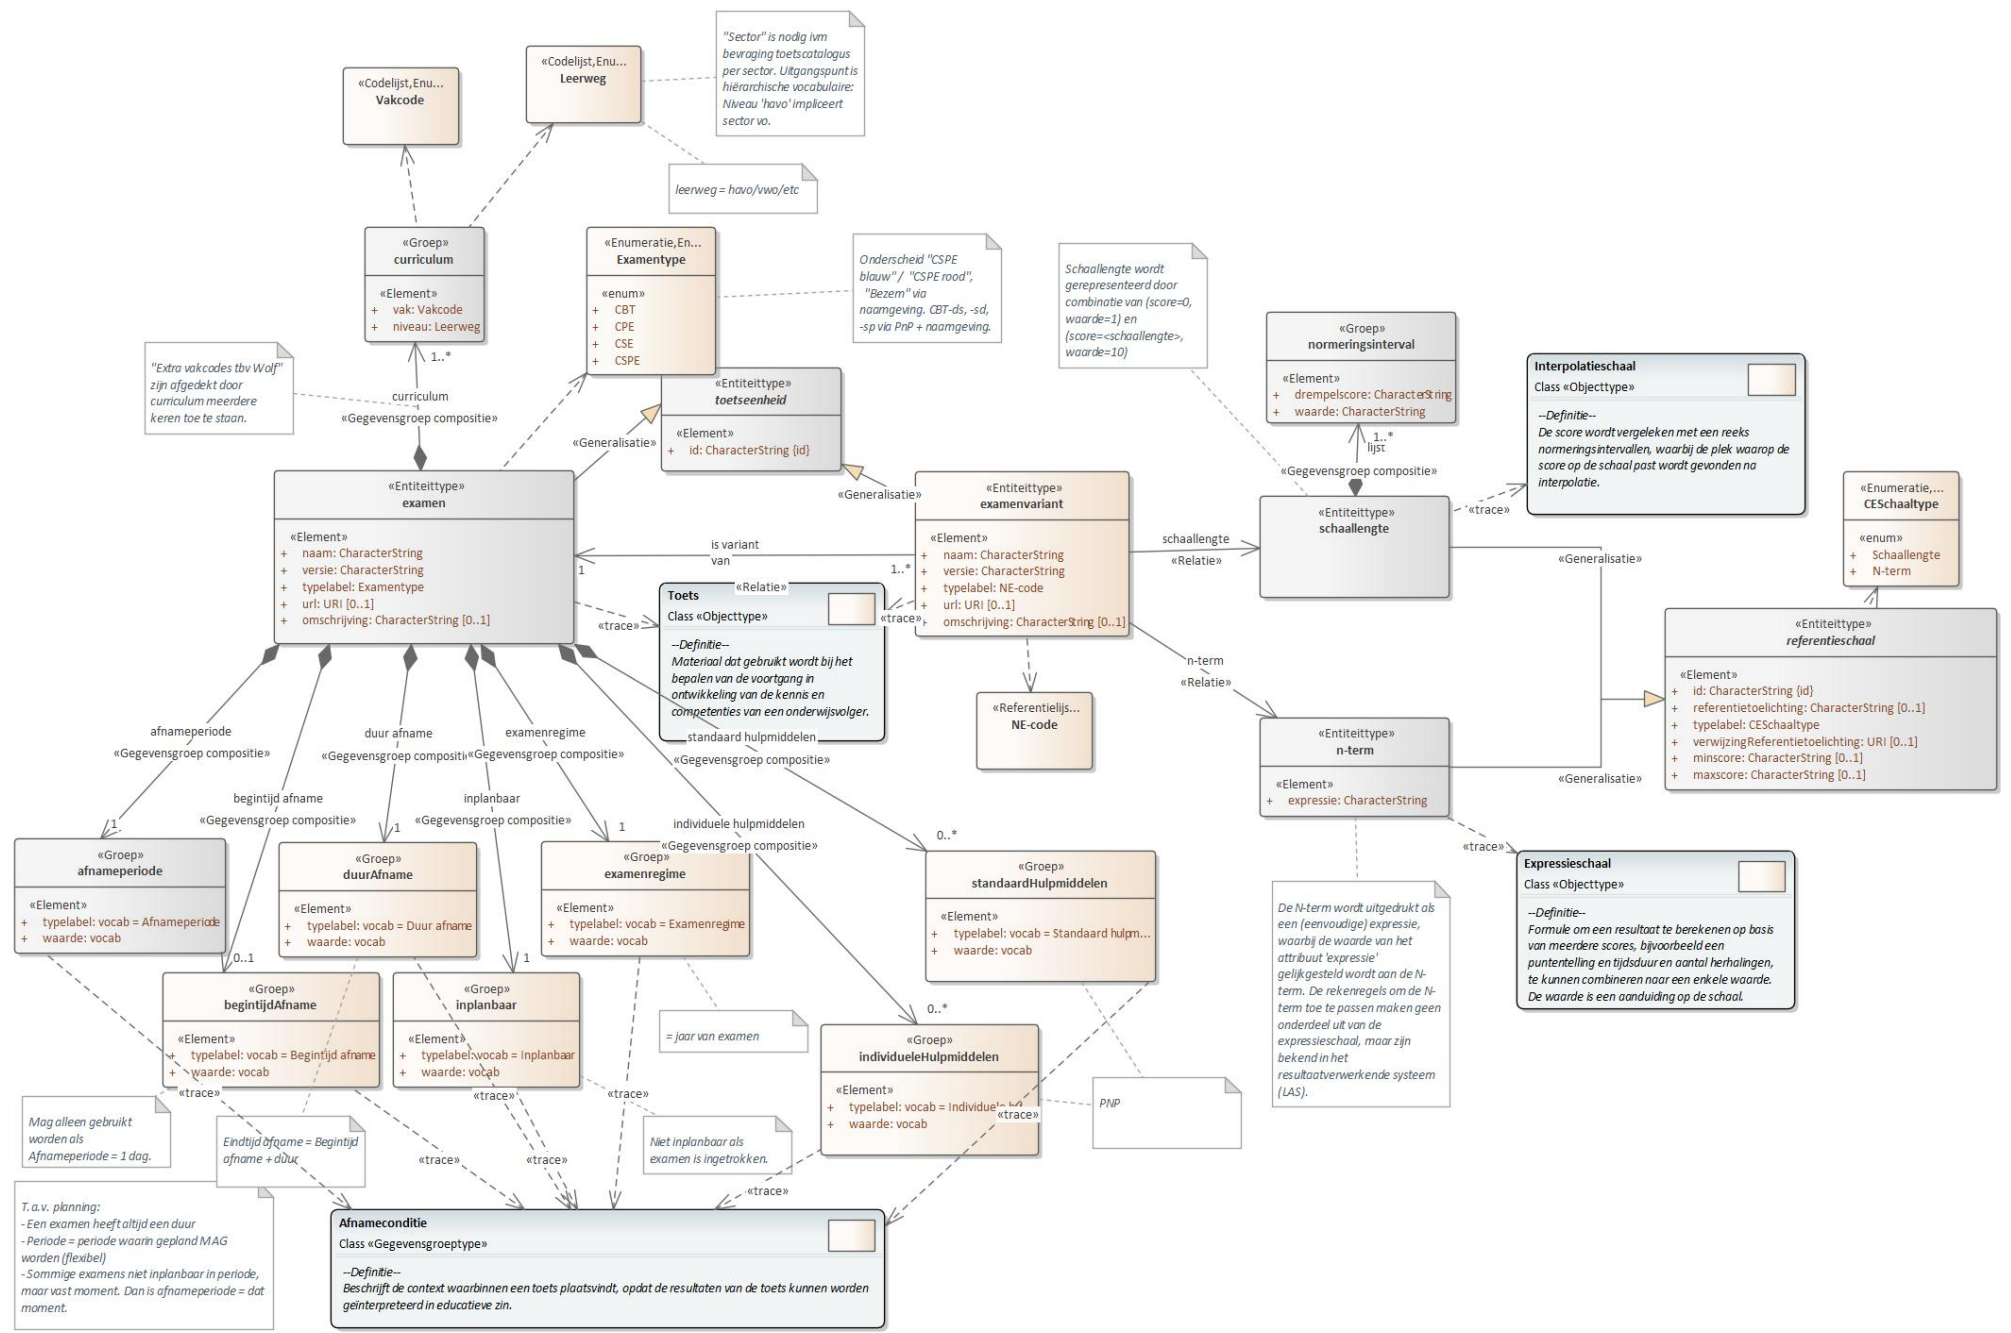 "Sector" is nodig ivm
bevraging toetscatalogus
per sector. Uitgangspunt is
hiërarchische vocabulaire:
Niveau 'havo' impliceert
sector vo.
«Codelijst,Enu...
Leerweg
«Codelijst,Enu...
Vakcode
leerweg = havo/vwo/etc
«Groep»
curriculum
«Element»
+ vak: Vakcode
+ niveau: Leerweg
«Enumeratie,En...
Examentype
«enum»
+ CBT
+ CPE
+ CSE
+ CSPE
Onderscheid "CSPE
blauw" / "CSPE rood",
"Bezem" via
naamgeving. CBT-ds, -sd,
-sp via PnP + naamgeving.
Schaallengte wordt
gerepresenteerd door
combinatie van (score=0,
waarde=1) en
(score=<schaallengte>,
waarde=10)
«Groep»
normeringsinterval
«Element»
+ drempelscore: CharacterString
+ waarde: CharacterString
Interpolatieschaal
Class «Objecttype»
--Definitie--
De score wordt vergeleken met een reeks
normeringsintervallen, waarbij de plek waarop de
score op de schaal past wordt gevonden na
interpolatie.
"Extra vakcodes tbv Wolf"
zijn afgedekt door
curriculum meerdere
keren toe te staan.
1..*
curriculum
«Gegevensgroep compositie»
«Entiteittype»
toetseenheid
«Element»
+ id: CharacterString {id}
«Generalisatie»
«Generalisatie»
1..*
lijst
«Gegevensgroep compositie»
«Entiteittype»
examen
«Element»
+ naam: CharacterString
+ versie: CharacterString
+ typelabel: Examentype
+ url: URI [0..1]
+ omschrijving: CharacterString [0..1]
is variant
van
1
1..*
«Relatie»
«Entiteittype»
examenvariant
«Element»
+ naam: CharacterString
+ versie: CharacterString
+ typelabel: NE-code
+ url: URI [0..1]
+ omschrijving: CharacterString [0..1]
schaallengte
«Relatie»
«Entiteittype»
schaallengte
«trace»
«Enumeratie,...
CESchaaltype
«enum»
+ Schaallengte
+ N-term
«Generalisatie»
«trace»
Toets
Class «Objecttype»
--Definitie--
Materiaal dat gebruikt wordt bij het
bepalen van de voortgang in
ontwikkeling van de kennis en
competenties van een onderwijsvolger.
«trace»
«Referentielijs...
NE-code
n-term
«Relatie»
«Entiteittype»
n-term
«Element»
+ expressie: CharacterString
«Entiteittype»
referentieschaal
«Element»
+ id: CharacterString {id}
+ referentietoelichting: CharacterString [0..1]
+ typelabel: CESchaaltype
+ verwijzingReferentietoelichting: URI [0..1]
+ minscore: CharacterString [0..1]
+ maxscore: CharacterString [0..1]
«Generalisatie»
afnameperiode
«Gegevensgroep compositie»
1
duur afname
«Gegevensgroep compositie»
1
examenregime
«Gegevensgroep compositie»
1
standaard hulpmiddelen
«Gegevensgroep compositie»
0..*
begintijd afname
«Gegevensgroep compositie»
0..1
inplanbaar
«Gegevensgroep compositie»
1
individuele hulpmiddelen
«Gegevensgroep compositie»
0..*
«Groep»
afnameperiode
«Element»
+ typelabel: vocab = Afnameperiode
+ waarde: vocab
«Groep»
duurAfname
«Element»
+ typelabel: vocab = Duur afname
+ waarde: vocab
«Groep»
examenregime
«Element»
+ typelabel: vocab = Examenregime
+ waarde: vocab
«Groep»
standaardHulpmiddelen
«Element»
+ typelabel: vocab = Standaard hulpm...
+ waarde: vocab
«trace»
Expressieschaal
Class «Objecttype»
--Definitie--
Formule om een resultaat te berekenen op basis
van meerdere scores, bijvoorbeeld een
puntentelling en tijdsduur en aantal herhalingen,
te kunnen combineren naar een enkele waarde.
De waarde is een aanduiding op de schaal.
De N-term wordt uitgedrukt als
een (eenvoudige) expressie,
waarbij de waarde van het
attribuut 'expressie'
gelijkgesteld wordt aan de N-
term. De rekenregels om de N-
term toe te passen maken geen
onderdeel uit van de
expressieschaal, maar zijn
bekend in het
resultaatverwerkende systeem
(LAS).
«Groep»
begintijdAfname
«Element»
+ typelabel: vocab = Begintijd afname
+ waarde: vocab
«Groep»
inplanbaar
«Element»
+ typelabel: vocab = Inplanbaar
+ waarde: vocab
= jaar van examen
«Groep»
individueleHulpmiddelen
«Element»
+ typelabel: vocab = Individuele
+ waarde: vocab
PNP
«trace»
«trace»
«trace»
«trace»
Mag alleen gebruikt
worden als
Afnameperiode = 1 dag.
Eindtijd afname = Begintijd
afname + duur
Niet inplanbaar als
examen is ingetrokken.
«trace»
«trace»
«trace»
T.a.v. planning:
- Een examen heeft altijd een duur
- Periode = periode waarin gepland MAG
worden (flexibel)
- Sommige examens niet inplanbaar in periode,
maar vast moment. Dan is afnameperiode = dat
moment.
Afnameconditie
Class «Gegevensgroeptype»
--Definitie--
Beschrijft de context waarbinnen een toets plaatsvindt, opdat de resultaten van de toets kunnen worden
geïnterpreteerd in educatieve zin.